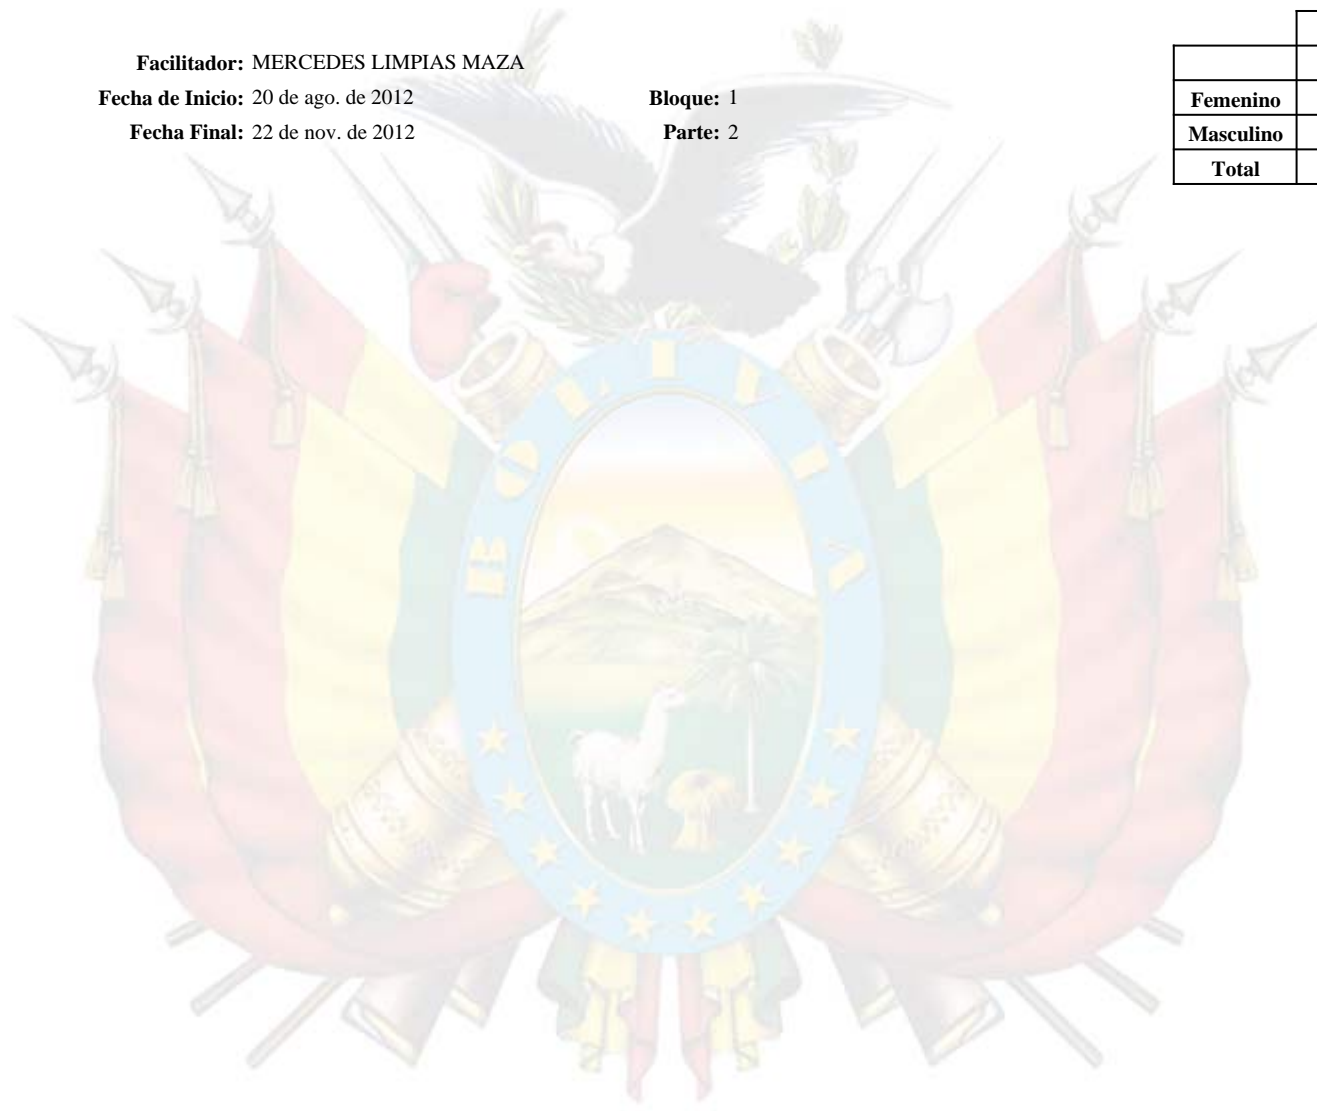 Facilitador: MERCEDES LIMPIAS MAZA
Fecha de Inicio: 20 de ago. de 2012 Bloque: 1
Fecha Final: 22 de nov. de 2012 Parte: 2
Femenino
Masculino
Total
BOLIVIA